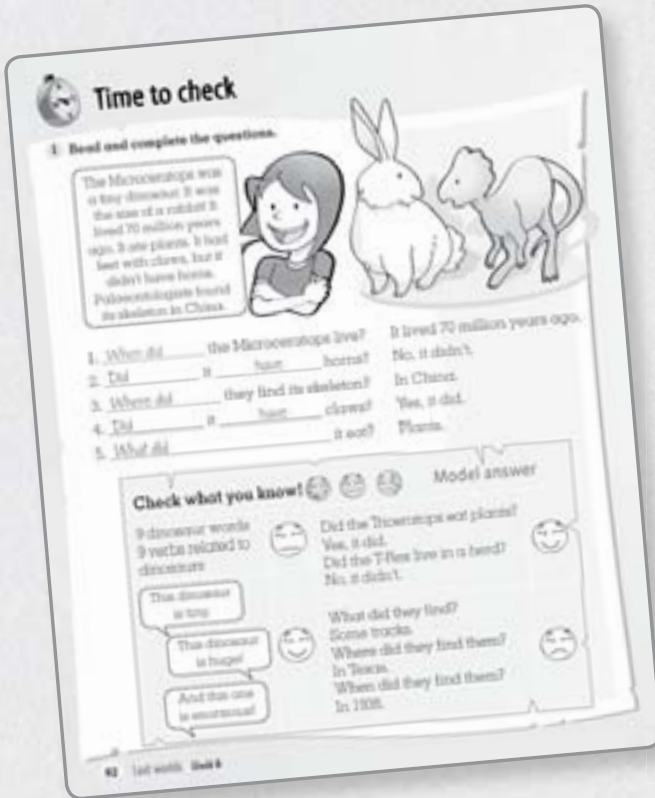 Time to check
1 Read and complete the questions.
The Microceratops was
a tiny dinosaur. It was
the size of a rabbit! It
lived 70 million years
ago. It ate plants. It had
feet with claws, but it
didn't have horns.
Palaeontologists found
its skeleton in China.
1. When did the Microceratops live? It lived 70 million years ago.
2. Did it have horns? No, it didn't.
3. Where did they find its skeleton? In China.
4. Did it have claws? Yes, it did.
5. What did it eat? Plants.
Check what you know! Model answer
9 dinosaur words
9 verbs related to
dinosaurs
Did the Triceratops eat plants?
Yes, it did.
Did the T-Rex live in a herd?
No, it didn't.
This dinosaur
is tiny.
This dinosaur
is huge!
And this one
is enormous!
What did they find?
Some tracks.
Where did they find them?
In Texas.
When did they find them?
In 1938.
92 Lost worlds Unit 6